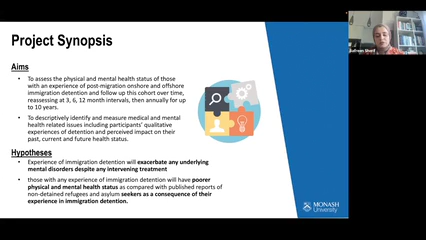 Project Synopsis
Aims
To assess the physical and mental health status of those
with an experience of post-migration onshore and offshore
immigration detention and follow up this cohort over time,
reassessing at 3, 6, 12 month intervals, then annually for up
to 10 years.
To descriptively identify and measure medical and mental
health related issues including participants' qualitative
experiences of detention and perceived impact on their
past, current and future health status.
Hypotheses
Experience of immigration detention will exacerbate any underlying
mental disorders despite any intervening treatment
those with any experience of immigration detention will have poorer
physical and mental health status as compared with published reports of
non-detained refugees and asylum seekers as a consequence of their
experience in immigration detention.
MONASH
University
Sharif